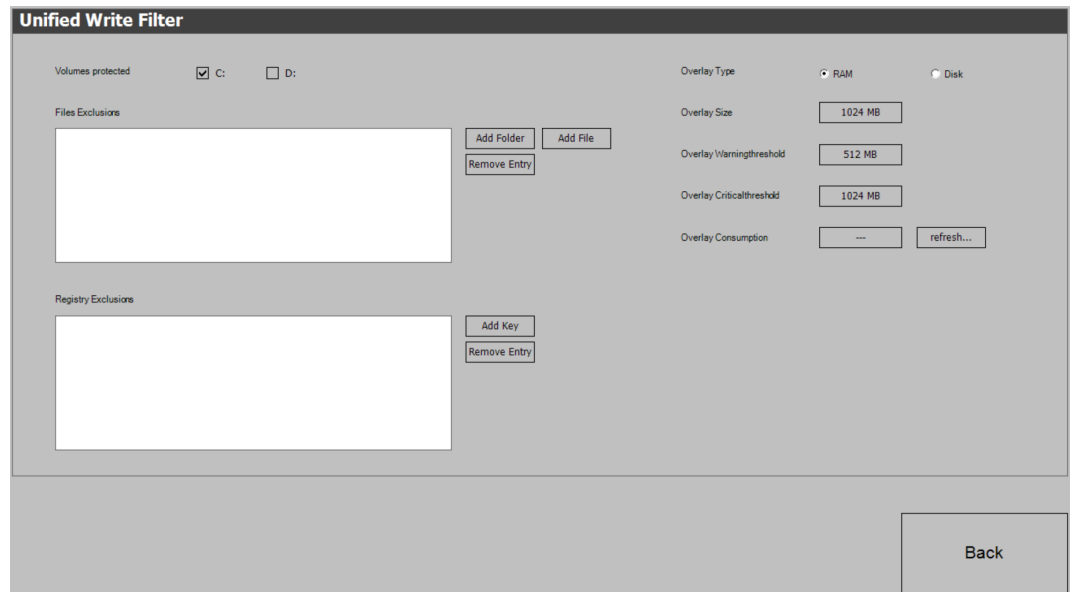 Unified Write Filter
Volumes protected C: D:
Files Exclusions
Add Folder Add File
Remove Entry
Registry Exclusions
Add Key
Remove Entry
Overlay Type RAM Disk
Overlay Size 1024 MB
Overlay Warningthreshold 512 MB
Overlay Criticalthreshold 1024 MB
Overlay Consumption --- refresh...
Back